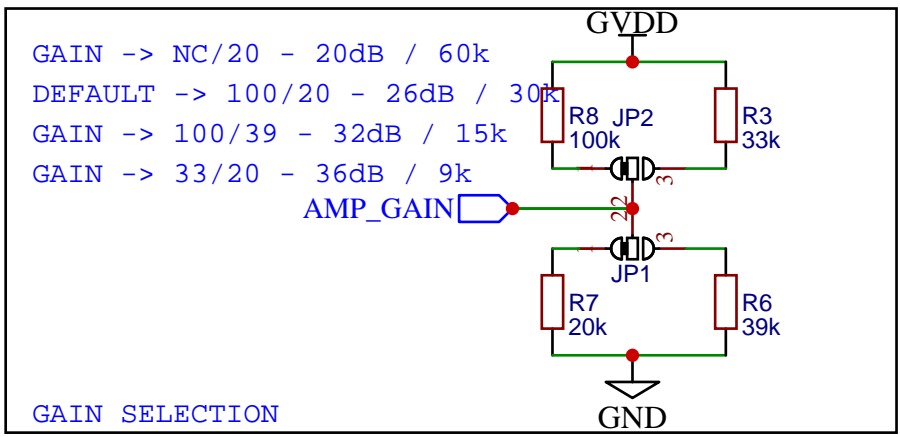 GVDD
GAIN -> NC/20 - 20dB / 60k
DEFAULT -> 100/20 - 26dB / 30k
GAIN -> 100/39 - 32dB / 15k
GAIN -> 33/20 - 36dB / 9k
R8 JP2
100k
R3
33k
1
3
AMP_GAIN
2
2
1
3
JP1
R7
20k
R6
39k
GAIN SELECTION
GND